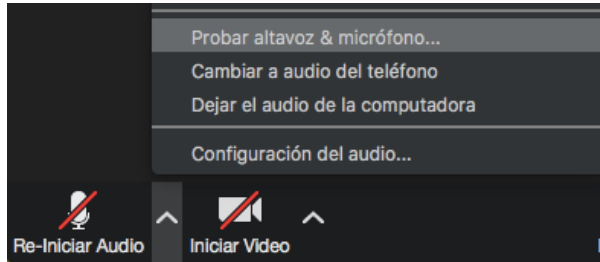 Probar altavoz & micrófono...
Cambiar a audio del teléfono
Dejar el audio de la computadora
Configuración del audio...
Re-Iniciar Audio
Iniciar Video